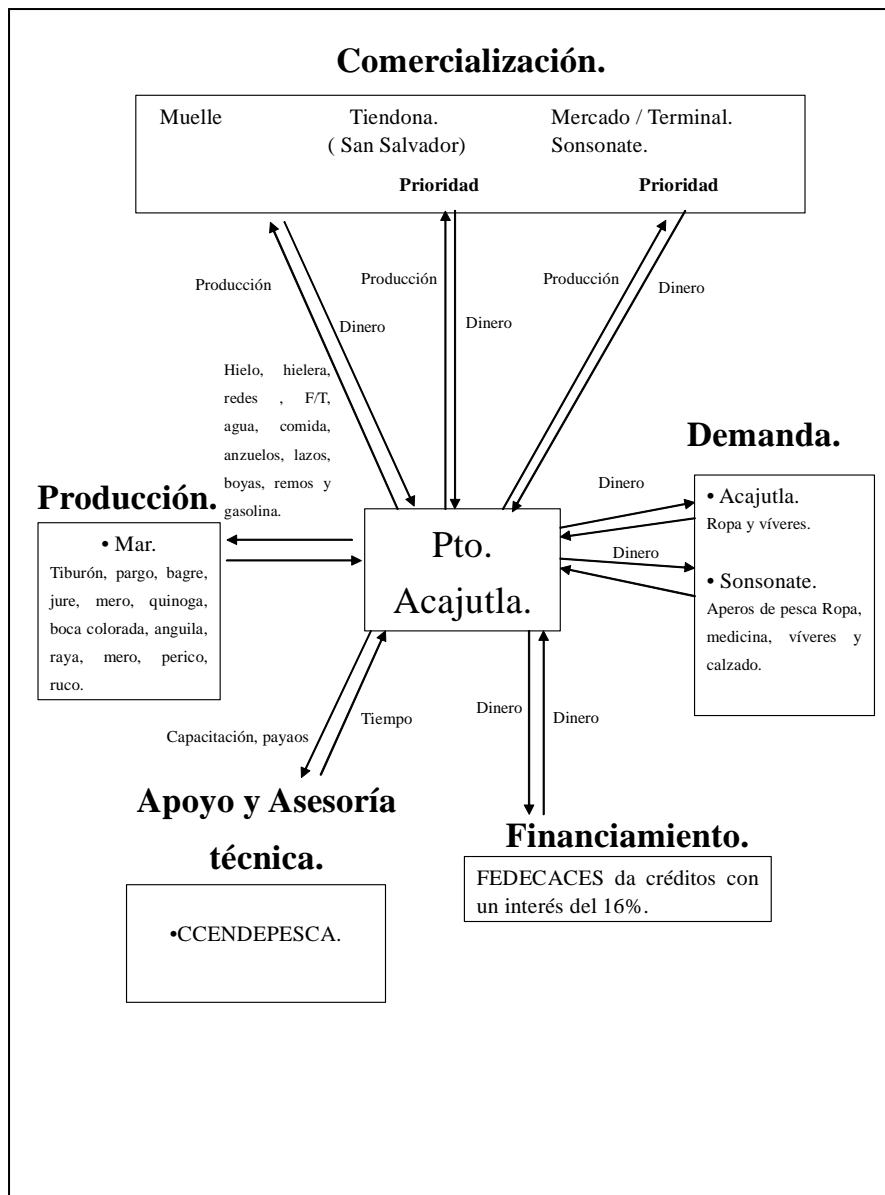 Comercialización.
Muelle
Tiendona.
( San Salvador)
Prioridad
Mercado / Terminal.
Sonsonate.
Prioridad
Producción
Dinero
Producción
Dinero
Producción
Dinero
Hielo, hielera,
redes , F/T,
agua, comida,
anzuelos, lazos,
boyas, remos y
gasolina.
Producción.
• Mar.
Tiburón, pargo, bagre,
jure, mero, quinoga,
boca colorada, anguila,
raya, mero, perico,
ruco.
Pto.
Acajutla.
Demanda.
Dinero
Dinero
• Acajutla.
Ropa y víveres.
• Sonsonate.
Aperos de pesca Ropa,
medicina, víveres y
calzado.
Capacitación, payaos
Tiempo
Dinero
Dinero
Apoyo y Asesoría
técnica.
•CCENDEPESCA.
Financiamiento.
FEDECACES da créditos con
un interés del 16%.